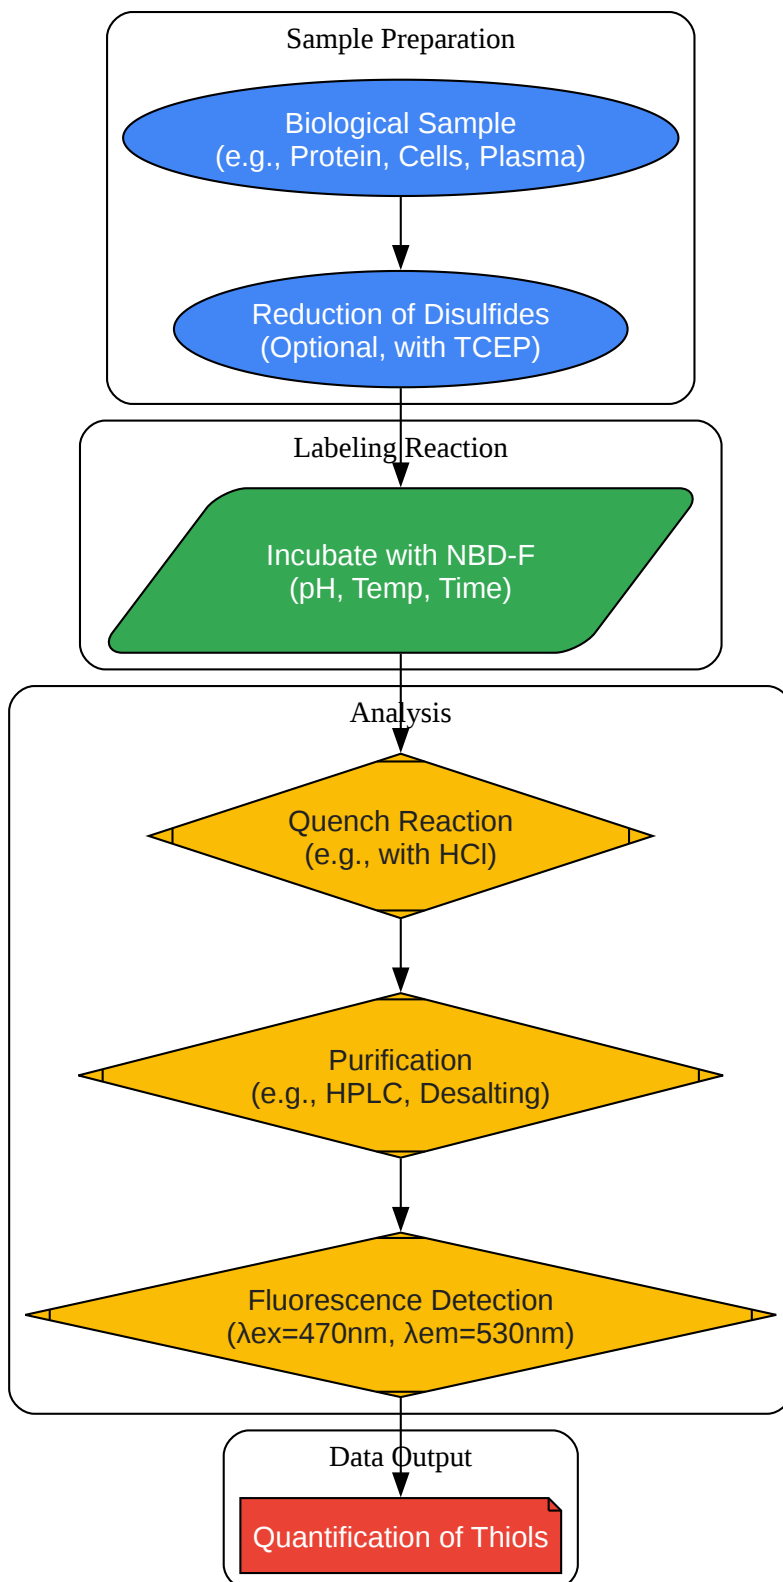 Sample Preparation
Biological Sample
(e.g., Protein, Cells, Plasma)
Reduction of Disulfides
(Optional, with TCEP)
Labeling Reaction
Incubate with NBD-F
(pH, Temp, Time)
Analysis
Quench Reaction
(e.g., with HCl)
Purification
(e.g., HPLC, Desalting)
Fluorescence Detection
(λex=470nm, λem=530nm)
Data Output
Quantification of Thiols